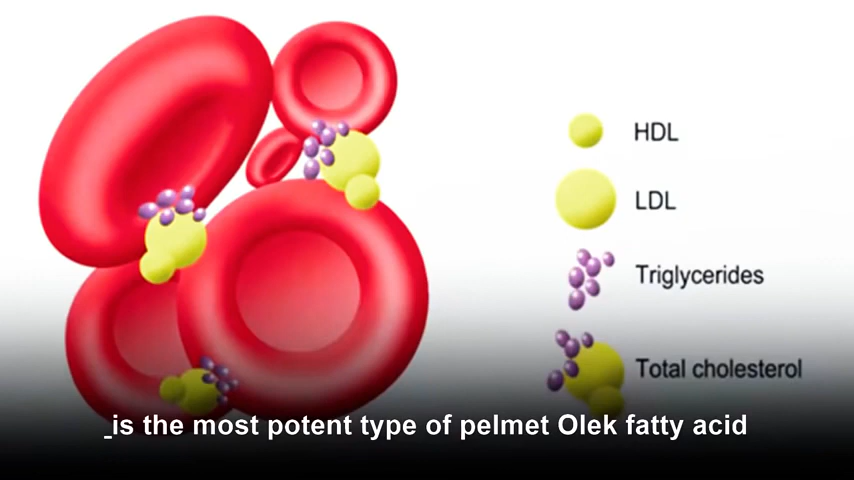 HDL
LDL
Triglycerides
Total cholesterol
_is the most potent type of pelmet Olek fatty acid